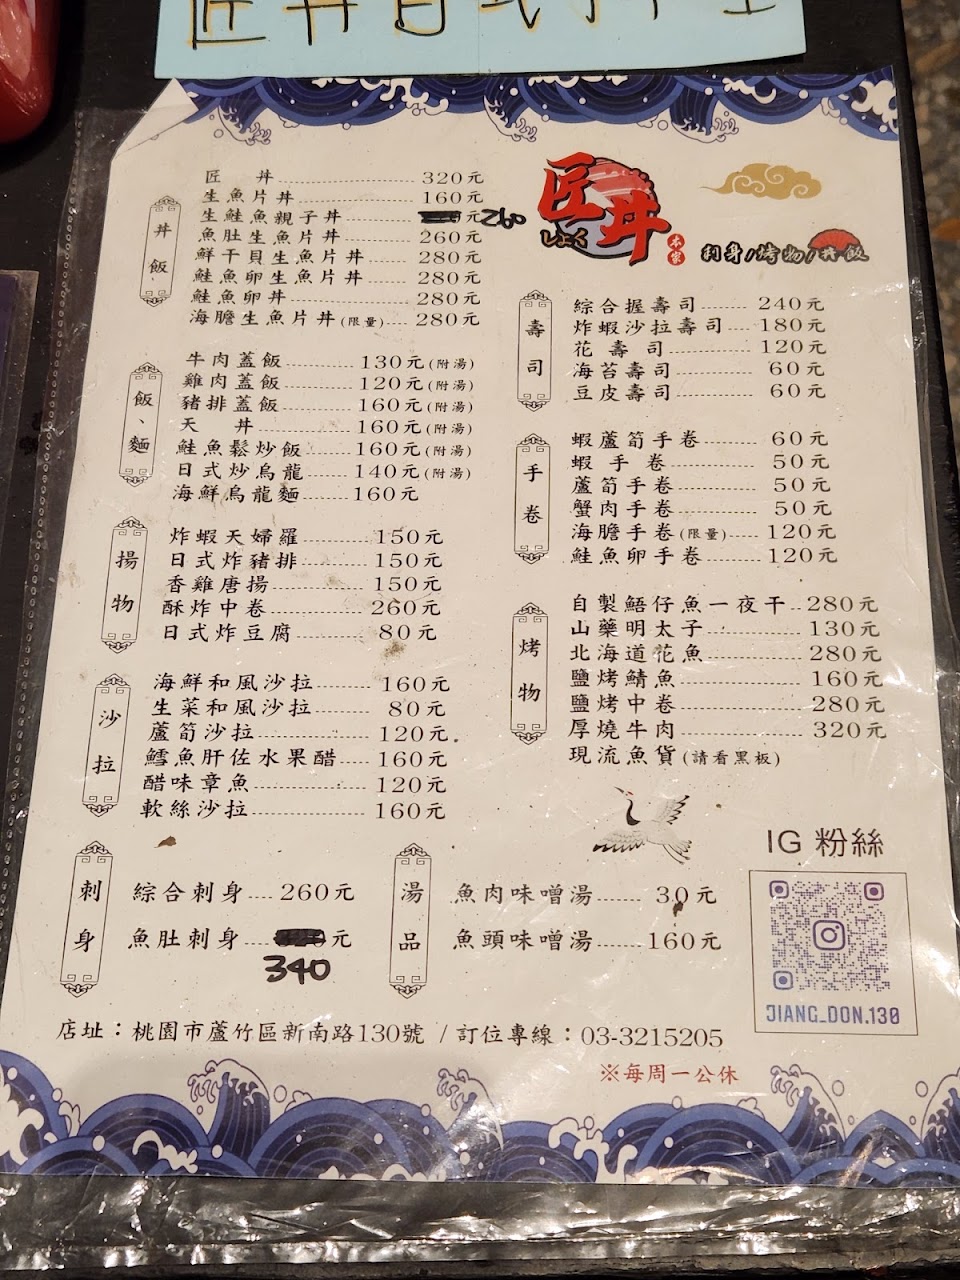 匠丼日式
丼飯
匠 丼 320元
生魚片丼 160元
生鮭魚親子丼 元 260
魚肚生魚片丼 260元
鮮干貝生魚片丼 280元
鮭魚卵生魚片丼 280元
鮭魚卵丼 280元
海膽生魚片丼(限量) 280元
飯、麵
牛肉蓋飯 130元(附湯)
雞肉蓋飯 120元(附湯)
豬排蓋飯 160元(附湯)
天 丼 160元(附湯)
鮭魚鬆炒飯 160元(附湯)
日式炒烏龍 140元(附湯)
海鮮烏龍麵 160元
揚物
炸蝦天婦羅 150元
日式炸豬排 150元
香雞唐揚 150元
酥炸中卷 260元
日式炸豆腐 80元
沙拉
海鮮和風沙拉 160元
生菜和風沙拉 80元
蘆筍沙拉 120元
鱈魚肝佐水果醋 160元
醋味章魚 120元
軟絲沙拉 160元
刺身
綜合刺身 260元
魚肚刺身 元
340
匠丼
しょく
本家
刺身/烤物/丼飯
壽司
綜合握壽司 240元
炸蝦沙拉壽司 180元
花壽司 120元
海苔壽司 60元
豆皮壽司 60元
手卷
蝦蘆筍手卷 60元
蝦手卷 50元
蘆筍手卷 50元
蟹肉手卷 50元
海膽手卷(限量) 120元
鮭魚卵手卷 120元
烤物
自製鯃仔魚一夜干 280元
山藥明太子 130元
北海道花魚 280元
鹽烤鯖魚 160元
鹽烤中卷 280元
厚燒牛肉 320元
現流魚貨(請看黑板)
湯品
魚肉味噌湯 30元
魚頭味噌湯 160元
IG 粉絲
JIANG_DON.130
店址：桃園市蘆竹區新南路130號 /訂位專線：03-3215205
※每周一公休